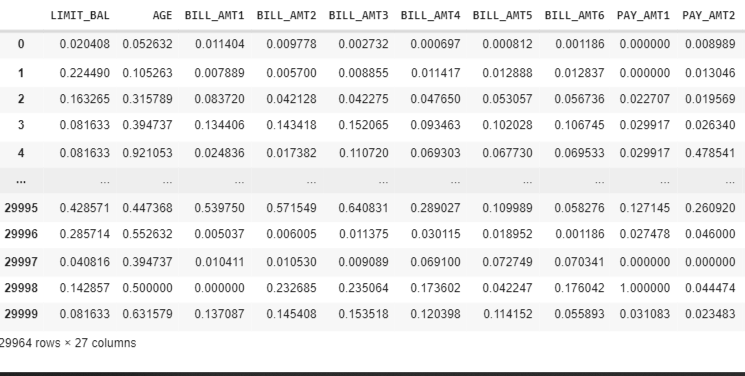 LIMIT_BAL AGE BILL_AMT1 BILL_AMT2 BILL_AMT3 BILL_AMT4 BILL_AMT5 BILL_AMT6 PAY_AMT1 PAY_AMT2
0 0.020408 0.052632 0.011404 0.009778 0.002732 0.000697 0.000812 0.001186 0.000000 0.008989
1 0.224490 0.105263 0.007889 0.005700 0.008855 0.011417 0.012888 0.012837 0.000000 0.013046
2 0.163265 0.315789 0.083720 0.042128 0.042275 0.047650 0.053057 0.056736 0.022707 0.019569
3 0.081633 0.394737 0.134406 0.143418 0.152065 0.093463 0.102028 0.106745 0.029917 0.026340
4 0.081633 0.921053 0.024836 0.017382 0.110720 0.069303 0.067730 0.069533 0.029917 0.478541
... ... ... ... ... ... ... ... ... ... ...
29995 0.428571 0.447368 0.539750 0.571549 0.640831 0.289027 0.109989 0.058276 0.127145 0.260920
29996 0.285714 0.552632 0.005037 0.006005 0.011375 0.030115 0.018952 0.001186 0.027478 0.046000
29997 0.040816 0.394737 0.010411 0.010530 0.009089 0.069100 0.072749 0.070341 0.000000 0.000000
29998 0.142857 0.500000 0.000000 0.232685 0.235064 0.173602 0.042247 0.176042 1.000000 0.044474
29999 0.081633 0.631579 0.137087 0.145408 0.153518 0.120398 0.114152 0.055893 0.031083 0.023483
29964 rows × 27 columns